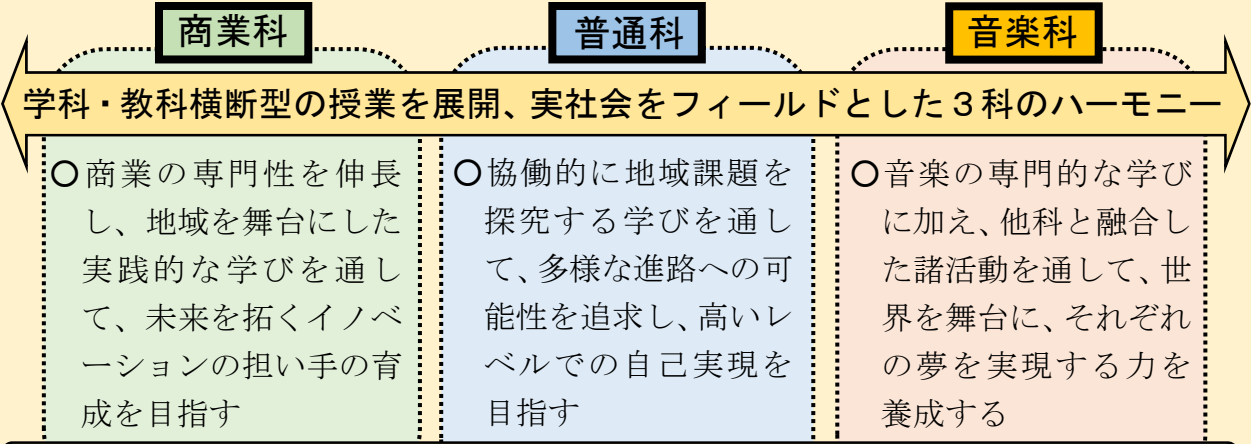 商業科
普通科
音楽科
学科・教科横断型の授業を展開、実社会をフィールドとした３科のハーモニー
○商業の専門性を伸長
し、地域を舞台にした
実践的な学びを通し
て、未来を拓くイノベ
ーションの担い手の育
成を目指す
○協働的に地域課題を
探究する学びを通し
て、多様な進路への可
能性を追求し、高いレ
ベルでの自己実現を
目指す
○音楽の専門的な学び
に加え、他科と融合し
た諸活動を通して、世
界を舞台に、それぞれ
の夢を実現する力を
養成する